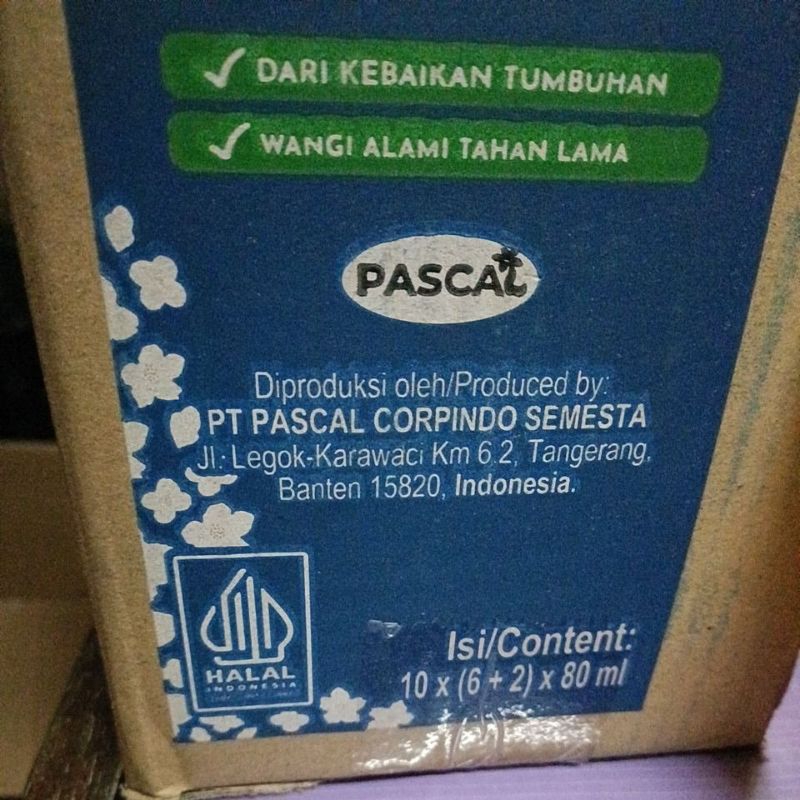 DARI KEBAIKAN TUMBUHAN
WANGI ALAMI TAHAN LAMA
PASCAL
Diproduksi oleh/Produced by:
PT PASCAL CORPINDO SEMESTA
Jl. Legok-Karawaci Km 6.2, Tangerang,
Banten 15820, Indonesia.
HALAL
INDONESIA
Isi/Content:
10 x (6 + 2) x 80 ml